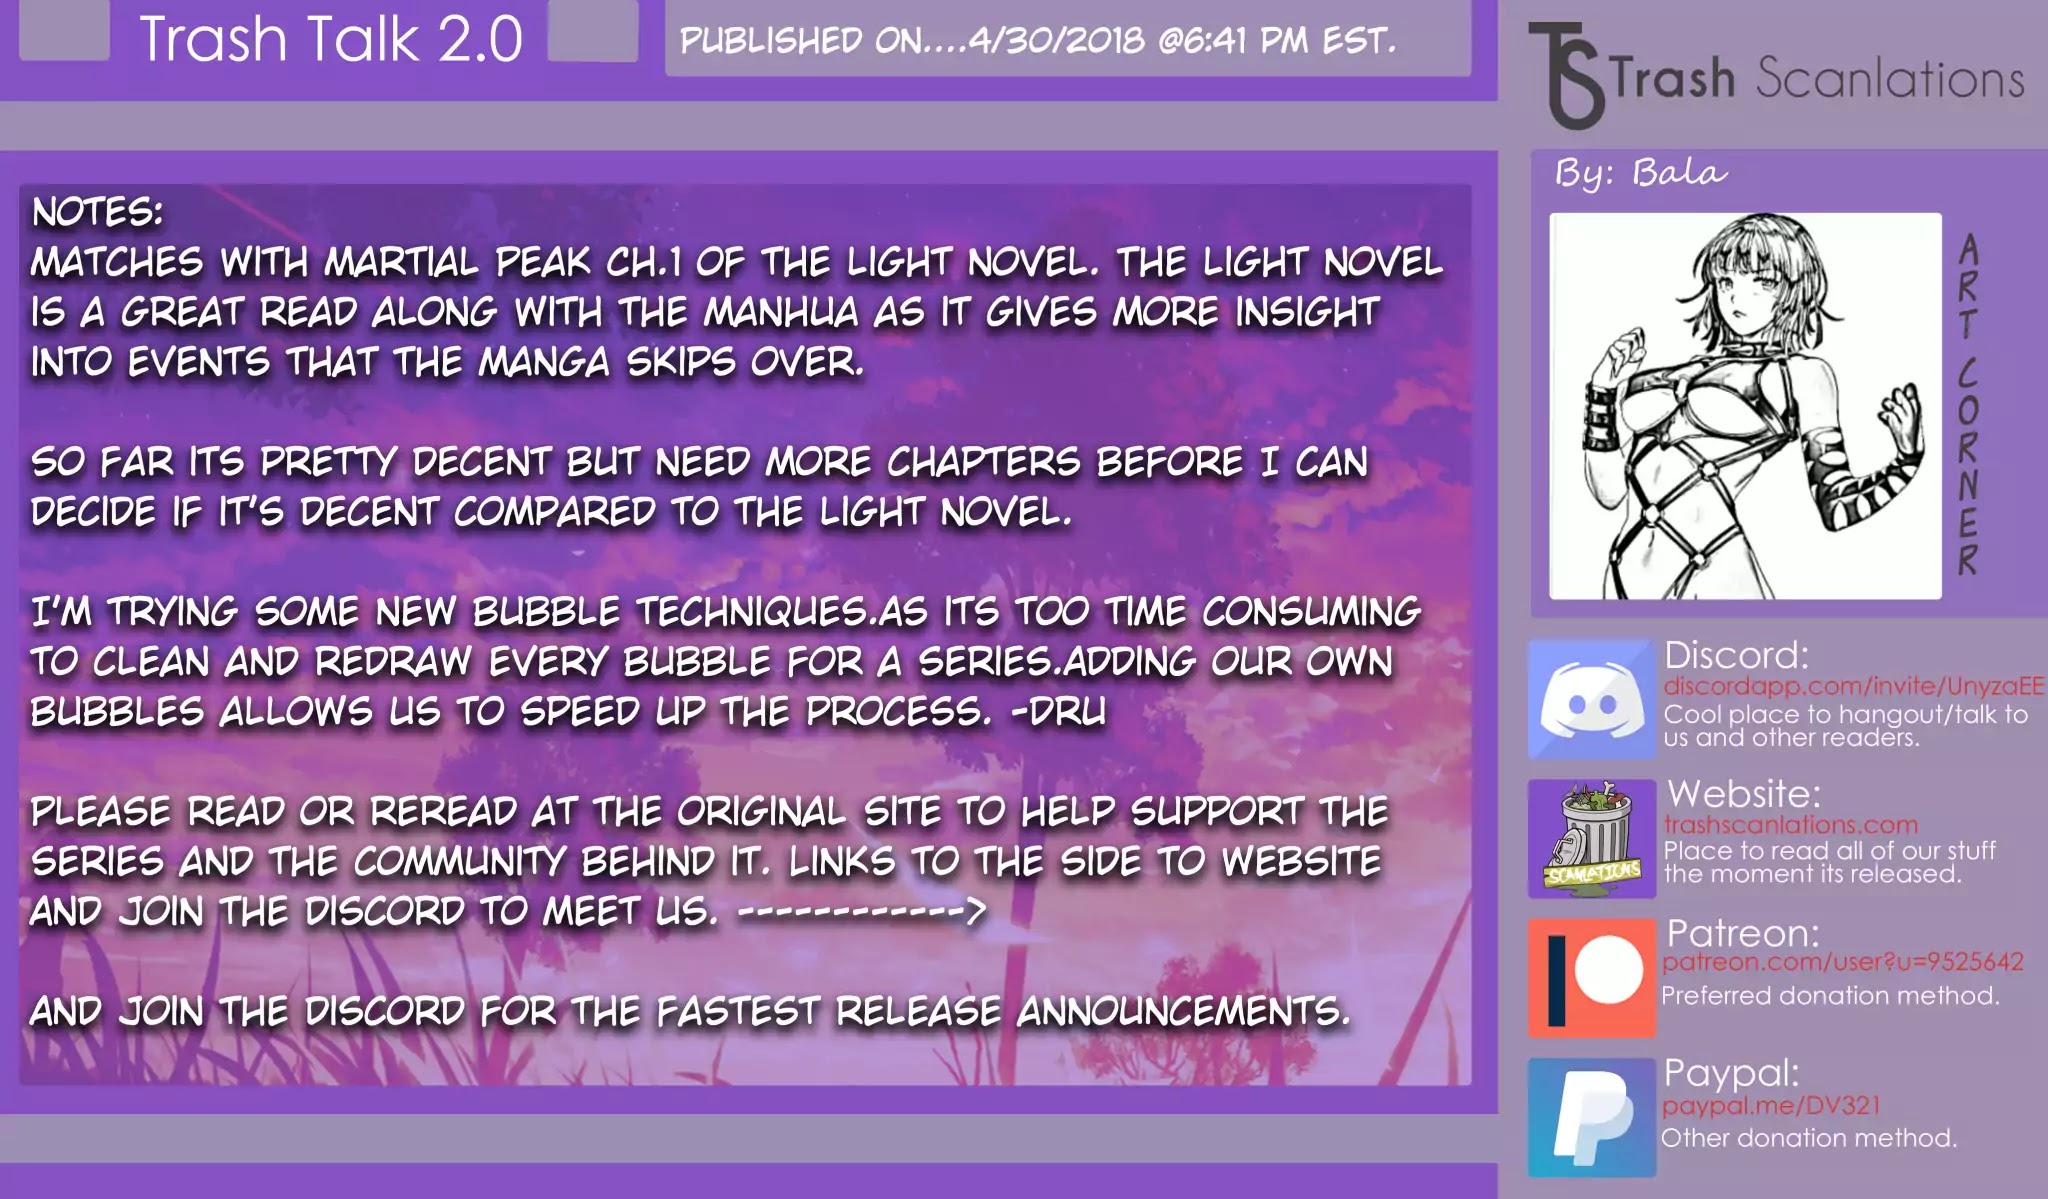 Trash Talk 2.0
PUBLISHED ON....4/30/2018 @6:41 PM EST.
TS Trash Scanlations
NOTES:
MATCHES WITH MARTIAL PEAK CH.1 OF THE LIGHT NOVEL. THE LIGHT NOVEL
IS A GREAT READ ALONG WITH THE MANHUA AS IT GIVES MORE INSIGHT
INTO EVENTS THAT THE MANGA SKIPS OVER.
SO FAR ITS PRETTY DECENT BUT NEED MORE CHAPTERS BEFORE I CAN
DECIDE IF IT'S DECENT COMPARED TO THE LIGHT NOVEL.
I'M TRYING SOME NEW BUBBLE TECHNIQUES.AS ITS TOO TIME CONSUMING
TO CLEAN AND REDRAW EVERY BUBBLE FOR A SERIES.ADDING OUR OWN
BUBBLES ALLOWS US TO SPEED UP THE PROCESS. -DRU
PLEASE READ OR REREAD AT THE ORIGINAL SITE TO HELP SUPPORT THE
SERIES AND THE COMMUNITY BEHIND IT. LINKS TO THE SIDE TO WEBSITE
AND JOIN THE DISCORD TO MEET US. ------------>
AND JOIN THE DISCORD FOR THE FASTEST RELEASE ANNOUNCEMENTS.
By: Bala
ART CORNER
Discord:
discordapp.com/invite/UnyzaEE
Cool place to hangout/talk to
us and other readers.
SCANLATIONS
Website:
trashscanlations.com
Place to read all of our stuff
the moment its released.
Patreon:
patreon.com/user?u=9525642
Preferred donation method.
Paypal:
paypal.me/DV321
Other donation method.